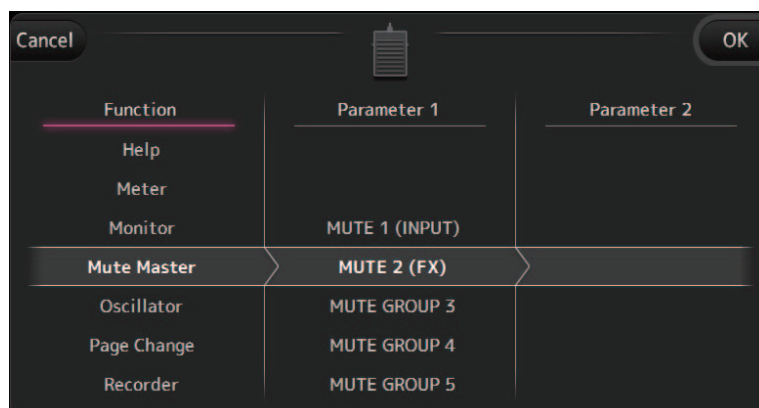 Cancel
OK
Function Parameter 1 Parameter 2
Help
Meter
Monitor MUTE 1 (INPUT)
Mute Master MUTE 2 (FX)
Oscillator MUTE GROUP 3
Page Change MUTE GROUP 4
Recorder MUTE GROUP 5